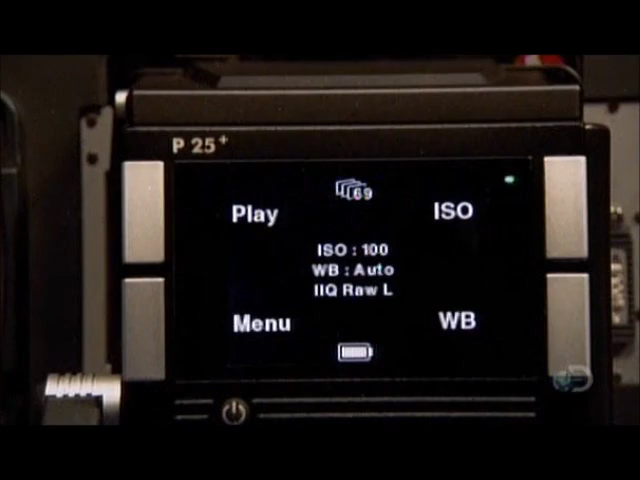 P 25+
69
Play
ISO
ISO : 100
WB : Auto
IIQ Raw L
Menu
WB